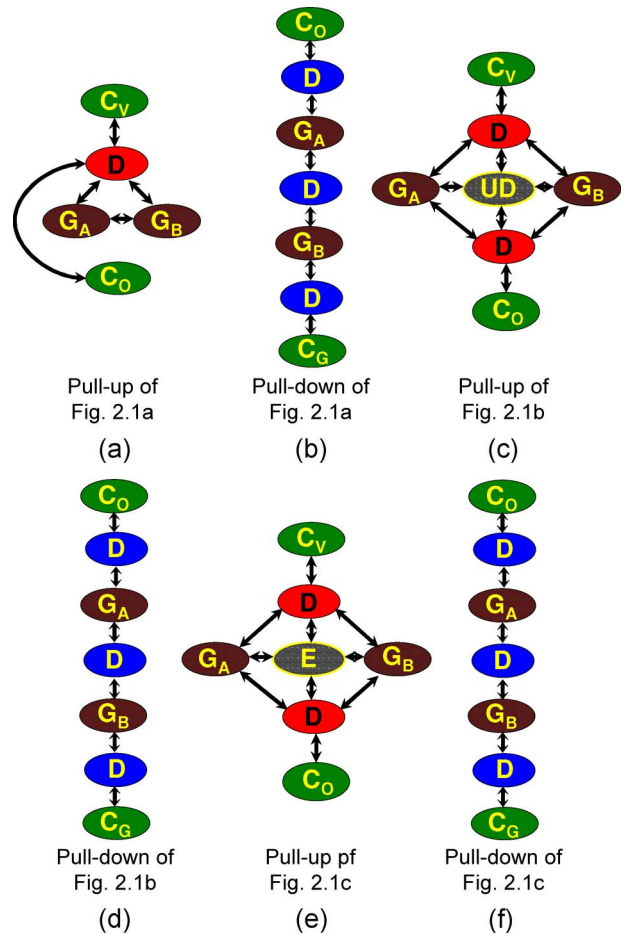 C_V
D
G_A G_B
C_O
Pull-up of
Fig. 2.1a
(a)
C_O
D
G_A
D
G_B
D
C_G
Pull-down of
Fig. 2.1a
(b)
C_V
D
G_A UD G_B
D
C_O
Pull-up of
Fig. 2.1b
(c)
C_O
D
G_A
D
G_B
D
C_G
Pull-down of
Fig. 2.1b
(d)
C_V
D
G_A E G_B
D
C_O
Pull-up pf
Fig. 2.1c
(e)
C_O
D
G_A
D
G_B
D
C_G
Pull-down of
Fig. 2.1c
(f)